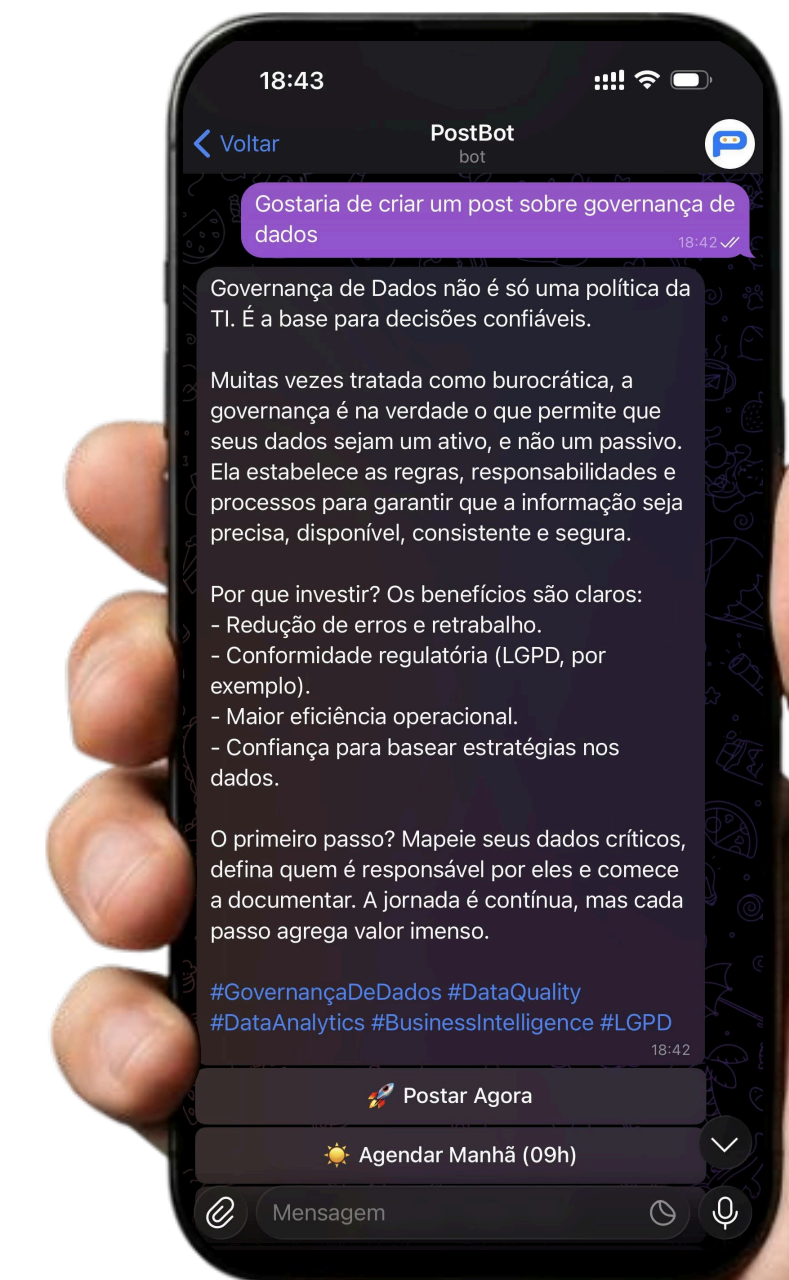 18:43
Voltar
PostBot
bot
Gostaria de criar um post sobre governança de
dados
18:42
Governança de Dados não é só uma política da
TI. É a base para decisões confiáveis.
Muitas vezes tratada como burocrática, a
governança é na verdade o que permite que
seus dados sejam um ativo, e não um passivo.
Ela estabelece as regras, responsabilidades e
processos para garantir que a informação seja
precisa, disponível, consistente e segura.
Por que investir? Os benefícios são claros:
- Redução de erros e retrabalho.
- Conformidade regulatória (LGPD, por
exemplo).
- Maior eficiência operacional.
- Confiança para basear estratégias nos
dados.
O primeiro passo? Mapeie seus dados críticos,
defina quem é responsável por eles e comece
a documentar. A jornada é contínua, mas cada
passo agrega valor imenso.
#GovernançaDeDados #DataQuality
#DataAnalytics #BusinessIntelligence #LGPD
18:42
🚀 Postar Agora
☀️ Agendar Manhã (09h)
Mensagem